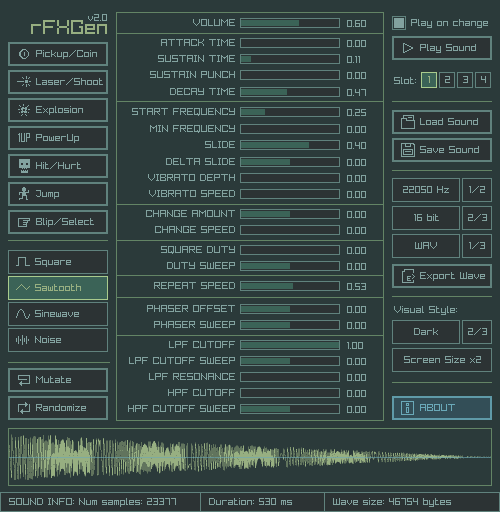 rFXGen v2.0
Pickup/Coin
Laser/Shoot
Explosion
1UP PowerUp
Hit/Hurt
Jump
Blip/Select
Square
Sawtooth
Sinewave
Noise
Mutate
Randomize
VOLUME 0.60
ATTACK TIME 0.00
SUSTAIN TIME 0.11
SUSTAIN PUNCH 0.00
DECAY TIME 0.47
START FREQUENCY 0.25
MIN FREQUENCY 0.00
SLIDE 0.40
DELTA SLIDE 0.00
VIBRATO DEPTH 0.00
VIBRATO SPEED 0.00
CHANGE AMOUNT 0.00
CHANGE SPEED 0.00
SQUARE DUTY 0.00
DUTY SWEEP 0.00
REPEAT SPEED 0.53
PHASER OFFSET 0.00
PHASER SWEEP 0.00
LPF CUTOFF 1.00
LPF CUTOFF SWEEP 0.00
LPF RESONANCE 0.00
HPF CUTOFF 0.00
HPF CUTOFF SWEEP 0.00
Play on change
Play Sound
Slot: 1 2 3 4
Load Sound
Save Sound
22050 Hz 1/2
16 bit 2/3
WAV 1/3
Export Wave
Visual Style:
Dark 2/3
Screen Size x2
ABOUT
SOUND INFO: Num samples: 23377 Duration: 530 ms Wave size: 46754 bytes